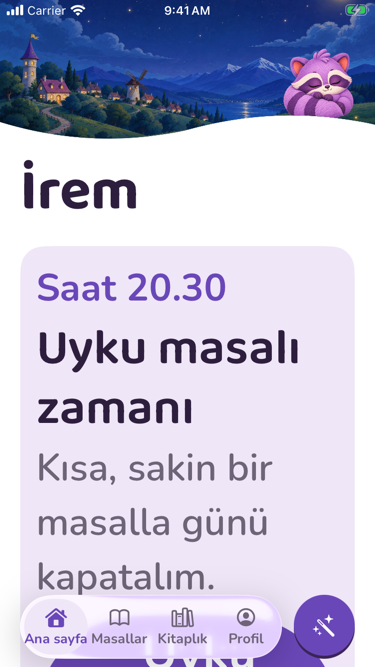 Carrier 9:41 AM
İrem
Saat 20.30
Uyku masalı
zamanı
Kısa, sakin bir
masalla günü
kapatalım.
Uyku
Ana sayfa Masallar Kitaplık Profil